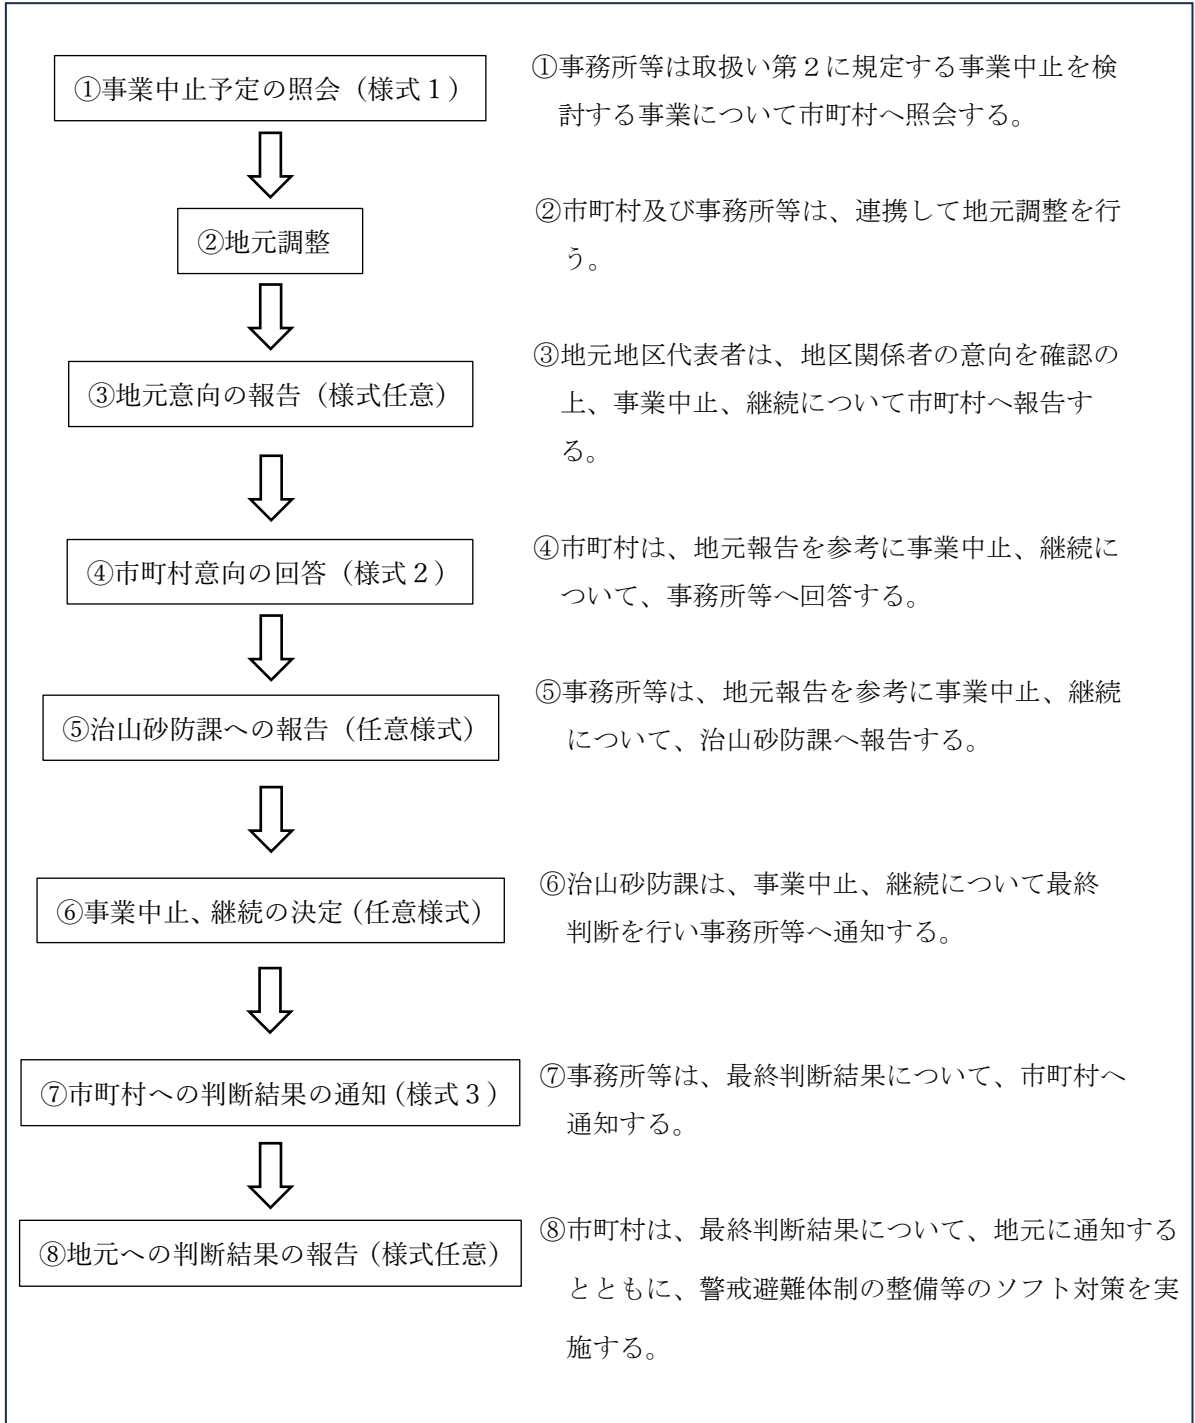 ①事業中止予定の照会（様式１）
①事務所等は取扱い第２に規定する事業中止を検
討する事業について市町村へ照会する。
②地元調整
②市町村及び事務所等は、連携して地元調整を行
う。
③地元意向の報告（様式任意）
③地元地区代表者は、地区関係者の意向を確認の
上、事業中止、継続について市町村へ報告す
る。
④市町村意向の回答（様式２）
④市町村は、地元報告を参考に事業中止、継続に
ついて、事務所等へ回答する。
⑤治山砂防課への報告（任意様式）
⑤事務所等は、地元報告を参考に事業中止、継続
について、治山砂防課へ報告する。
⑥事業中止、継続の決定（任意様式）
⑥治山砂防課は、事業中止、継続について最終
判断を行い事務所等へ通知する。
⑦市町村への判断結果の通知（様式３）
⑦事務所等は、最終判断結果について、市町村へ
通知する。
⑧地元への判断結果の報告（様式任意）
⑧市町村は、最終判断結果について、地元に通知する
とともに、警戒避難体制の整備等のソフト対策を実
施する。